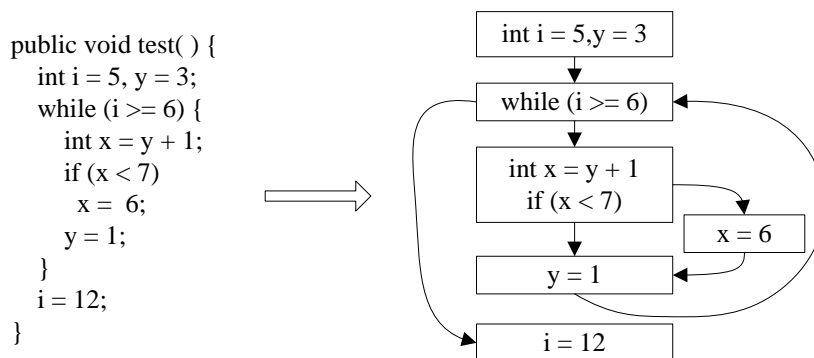 public void test( ) {
int i = 5, y = 3;
while (i >= 6) {
int x = y + 1;
if (x < 7)
x =  6;
y = 1;
}
i = 12;
}
int i = 5,y = 3
while (i >= 6)
int x = y + 1
if (x < 7)
x = 6
y = 1
i = 12